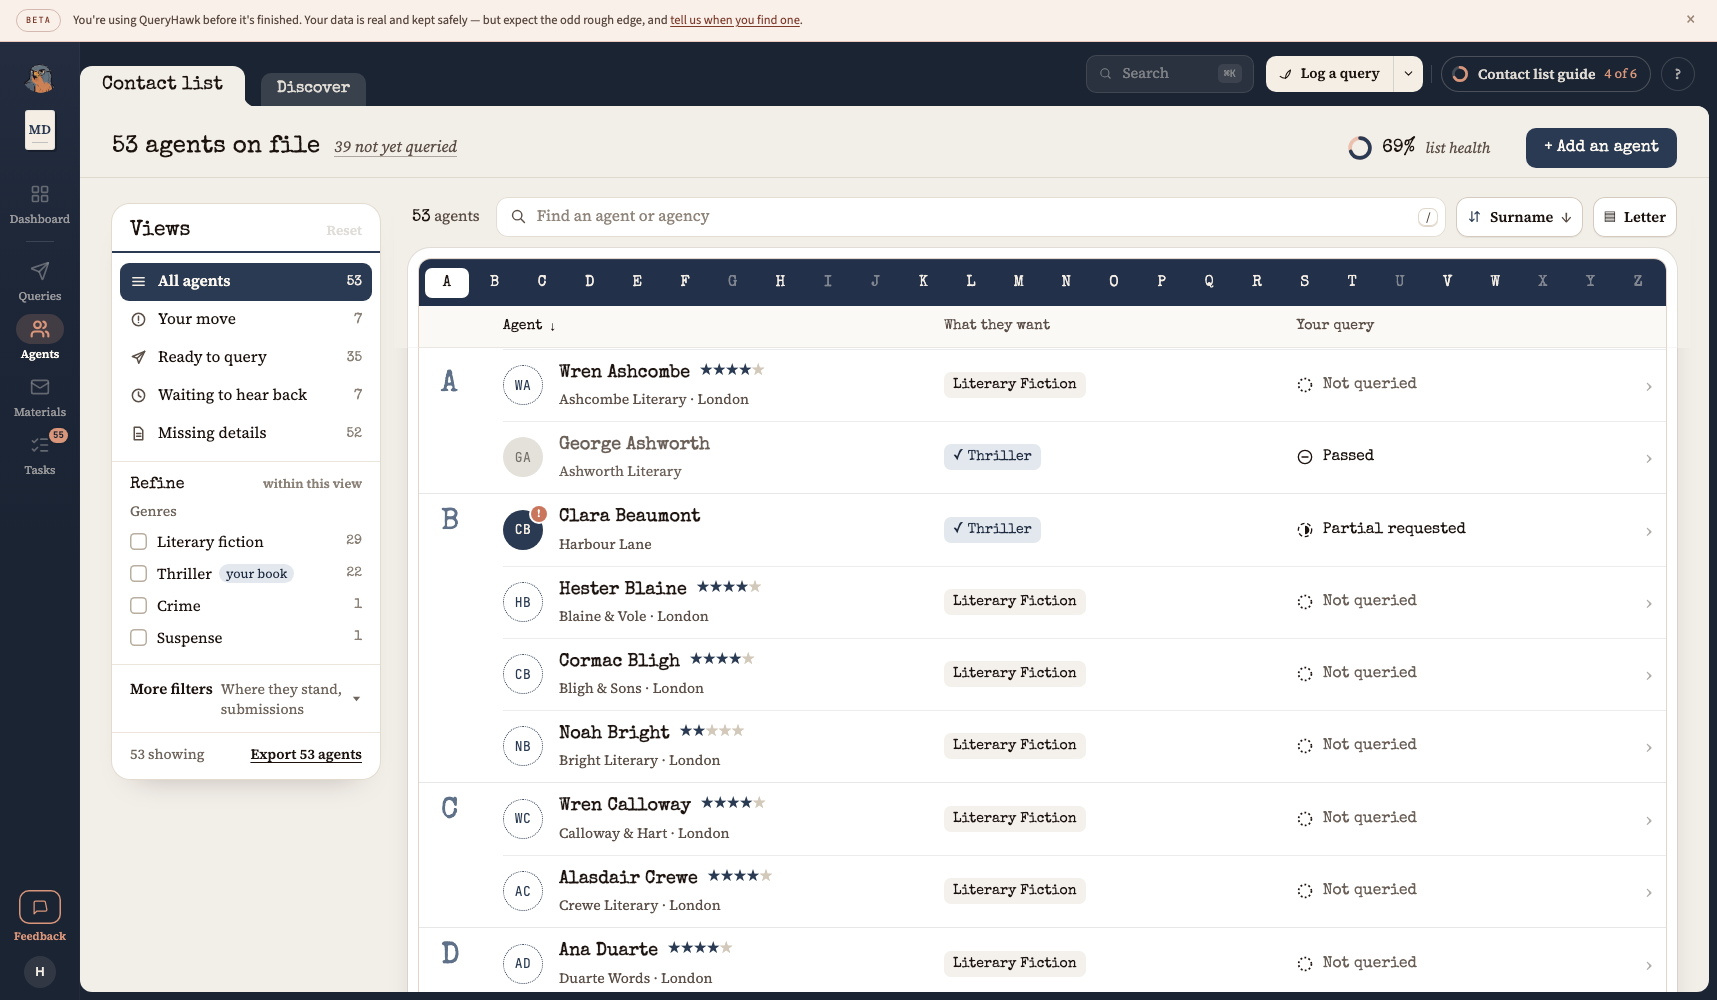 BETA You're using QueryHawk before it's finished. Your data is real and kept safely — but expect the odd rough edge, and tell us when you find one. ×
MD
Dashboard
Queries
Agents
Materials
55
Tasks
Feedback
H
Contact list
Discover
Search ⌘K
Log a query
Contact list guide 4 of 6
?
53 agents on file 39 not yet queried
69% list health
+ Add an agent
Views Reset
All agents 53
Your move 7
Ready to query 35
Waiting to hear back 7
Missing details 52
Refine within this view
Genres
Literary fiction 29
Thriller your book 22
Crime 1
Suspense 1
More filters Where they stand, submissions
53 showing Export 53 agents
53 agents
Find an agent or agency /
Surname ↓
Letter
A B C D E F G H I J K L M N O P Q R S T U V W X Y Z
Agent ↓ What they want Your query
A
WA Wren Ashcombe ★★★★★ Literary Fiction Not queried ›
Ashcombe Literary · London
GA George Ashworth ✓ Thriller Passed ›
Ashworth Literary
B
CB ! Clara Beaumont ✓ Thriller Partial requested ›
Harbour Lane
HB Hester Blaine ★★★★★ Literary Fiction Not queried ›
Blaine & Vole · London
CB Cormac Bligh ★★★★★ Literary Fiction Not queried ›
Bligh & Sons · London
NB Noah Bright ★★★★★ Literary Fiction Not queried ›
Bright Literary · London
C
WC Wren Calloway ★★★★★ Literary Fiction Not queried ›
Calloway & Hart · London
AC Alasdair Crewe ★★★★★ Literary Fiction Not queried ›
Crewe Literary · London
D
AD Ana Duarte ★★★★★ Literary Fiction Not queried ›
Duarte Words · London